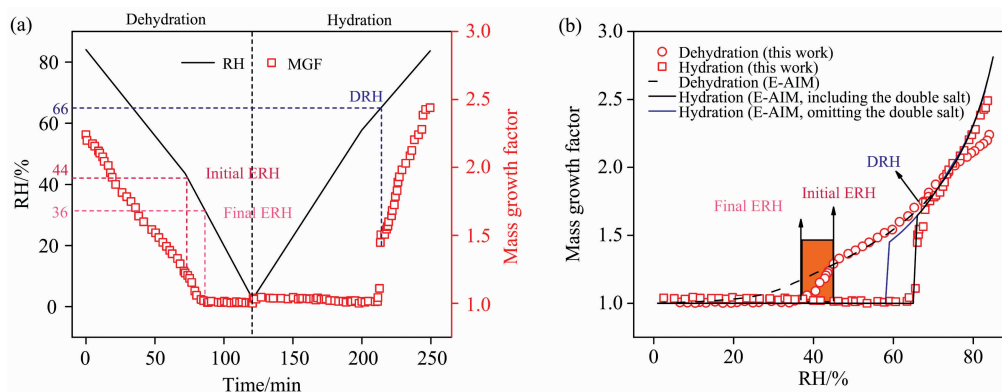 (a)
Dehydration
Hydration
RH
MGF
DRH
Initial ERH
Final ERH
RH/%
80
66
60
44
40
36
20
0
0
50
100
150
200
250
Time/min
3.0
2.5
2.0
1.5
1.0
Mass growth factor
(b)
Dehydration (this work)
Hydration (this work)
Dehydration (E-AIM)
Hydration (E-AIM, including the double salt)
Hydration (E-AIM, omitting the double salt)
DRH
Initial ERH
Final ERH
Mass growth factor
3.0
2.5
2.0
1.5
1.0
0
20
40
60
80
RH/%